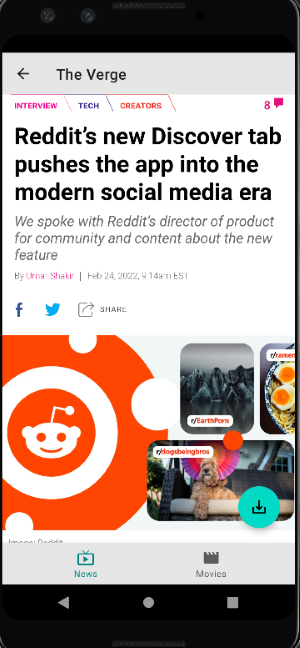 The Verge
INTERVIEW TECH CREATORS 8
Reddit's new Discover tab
pushes the app into the
modern social media era
We spoke with Reddit's director of product
for community and content about the new
feature
By Umar Shakir | Feb 24, 2022, 9:14am EST
f SHARE
r/EarthPorn
r/ramen
r/dogsbeingbros
Image: Reddit
News Movies